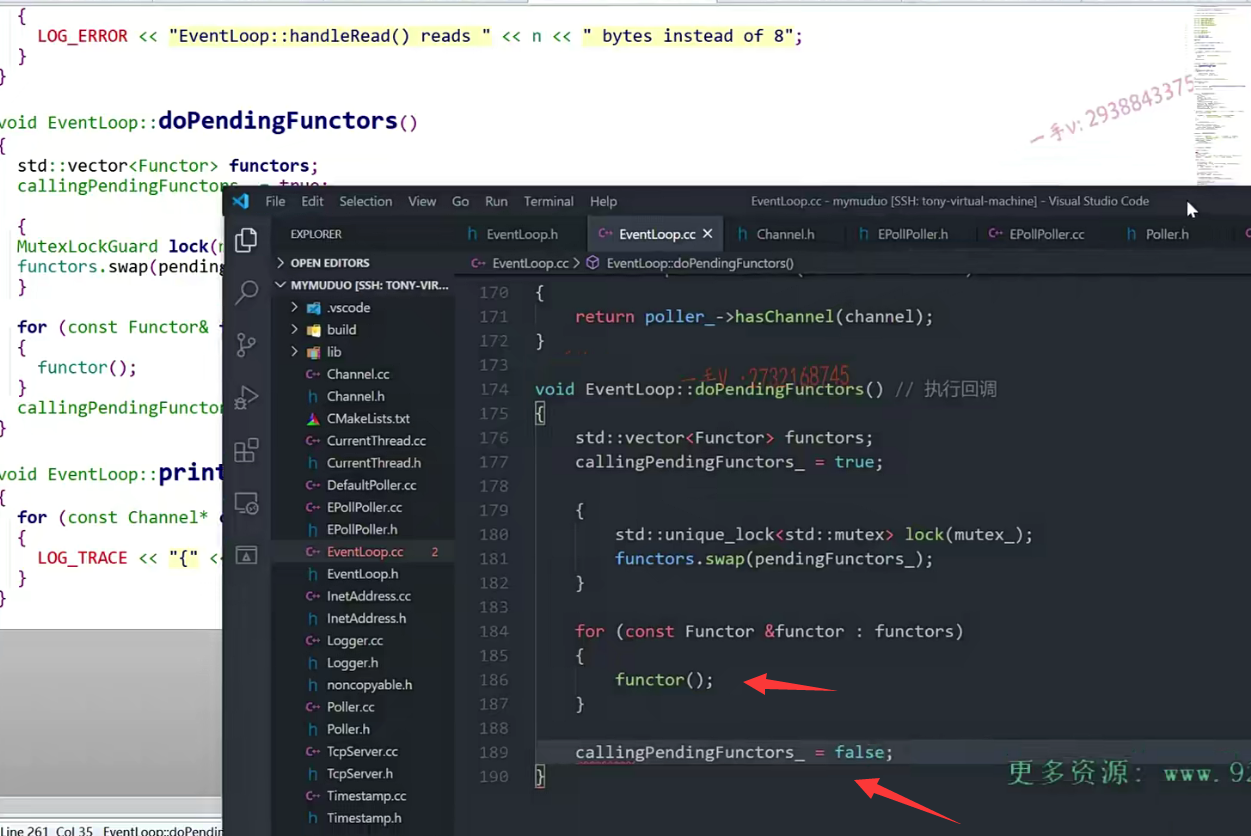 {
LOG_ERROR << "EventLoop::handleRead() reads " << n << " bytes instead of 8";
}
}
void EventLoop::doPendingFunctors()
{
std::vector<Functor> functors;
callingPendingFunctors_ = true;
{
MutexLockGuard lock(
functors.swap(pending
}
for (const Functor&
{
functor();
}
callingPendingFunctor
}
void EventLoop::print
{
for (const Channel*
{
LOG_TRACE << "{" <<
}
}
Line 261 Col 35 EventLoop::doPendin
一手v: 2938843375
File Edit Selection View Go Run Terminal Help
EventLoop.cc - mymuduo [SSH: tony-virtual-machine] - Visual Studio Code
EXPLORER
OPEN EDITORS
MYMUDUO [SSH: TONY-VIR...
.vscode
build
lib
Channel.cc
Channel.h
CMakeLists.txt
CurrentThread.cc
CurrentThread.h
DefaultPoller.cc
EPollPoller.cc
EPollPoller.h
EventLoop.cc 2
EventLoop.h
InetAddress.cc
InetAddress.h
Logger.cc
Logger.h
noncopyable.h
Poller.cc
Poller.h
TcpServer.cc
TcpServer.h
Timestamp.cc
Timestamp.h
EventLoop.h EventLoop.cc Channel.h EPollPoller.h EPollPoller.cc Poller.h
EventLoop.cc > EventLoop::doPendingFunctors()
170 {
171 return poller_->hasChannel(channel);
172 }
173
一手v :2732168745
174 void EventLoop::doPendingFunctors() // 执行回调
175 {
176 std::vector<Functor> functors;
177 callingPendingFunctors_ = true;
178
179 {
180 std::unique_lock<std::mutex> lock(mutex_);
181 functors.swap(pendingFunctors_);
182 }
183
184 for (const Functor &functor : functors)
185 {
186 functor();
187 }
188
189 callingPendingFunctors_ = false;
190 }
更多资源: www.92